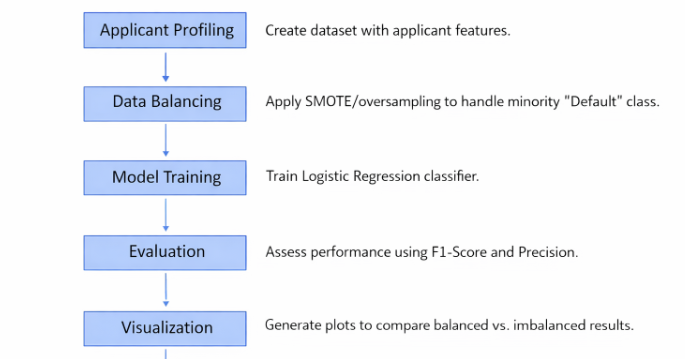 Applicant Profiling Create dataset with applicant features.
Data Balancing Apply SMOTE/oversampling to handle minority "Default" class.
Model Training Train Logistic Regression classifier.
Evaluation Assess performance using F1-Score and Precision.
Visualization Generate plots to compare balanced vs. imbalanced results.